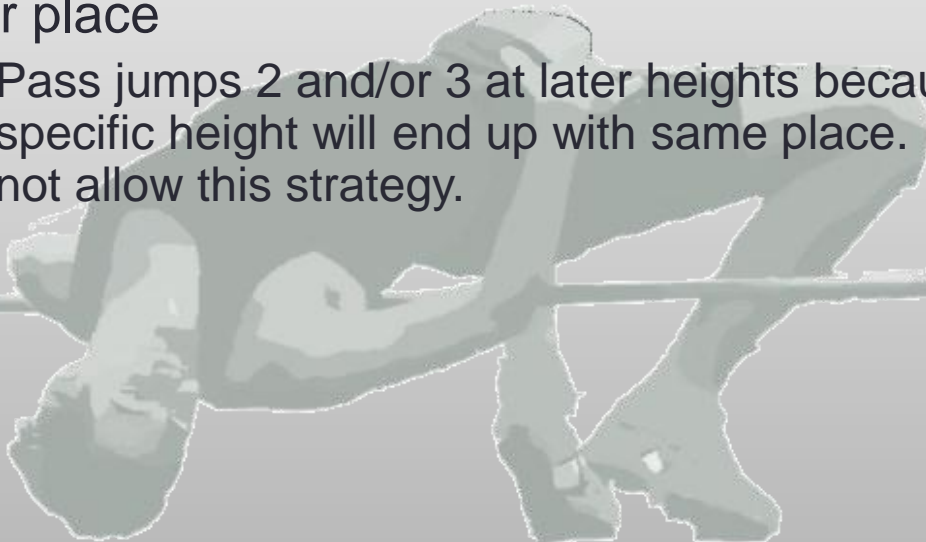 r place
Pass jumps 2 and/or 3 at later heights becau
specific height will end up with same place.
not allow this strategy.